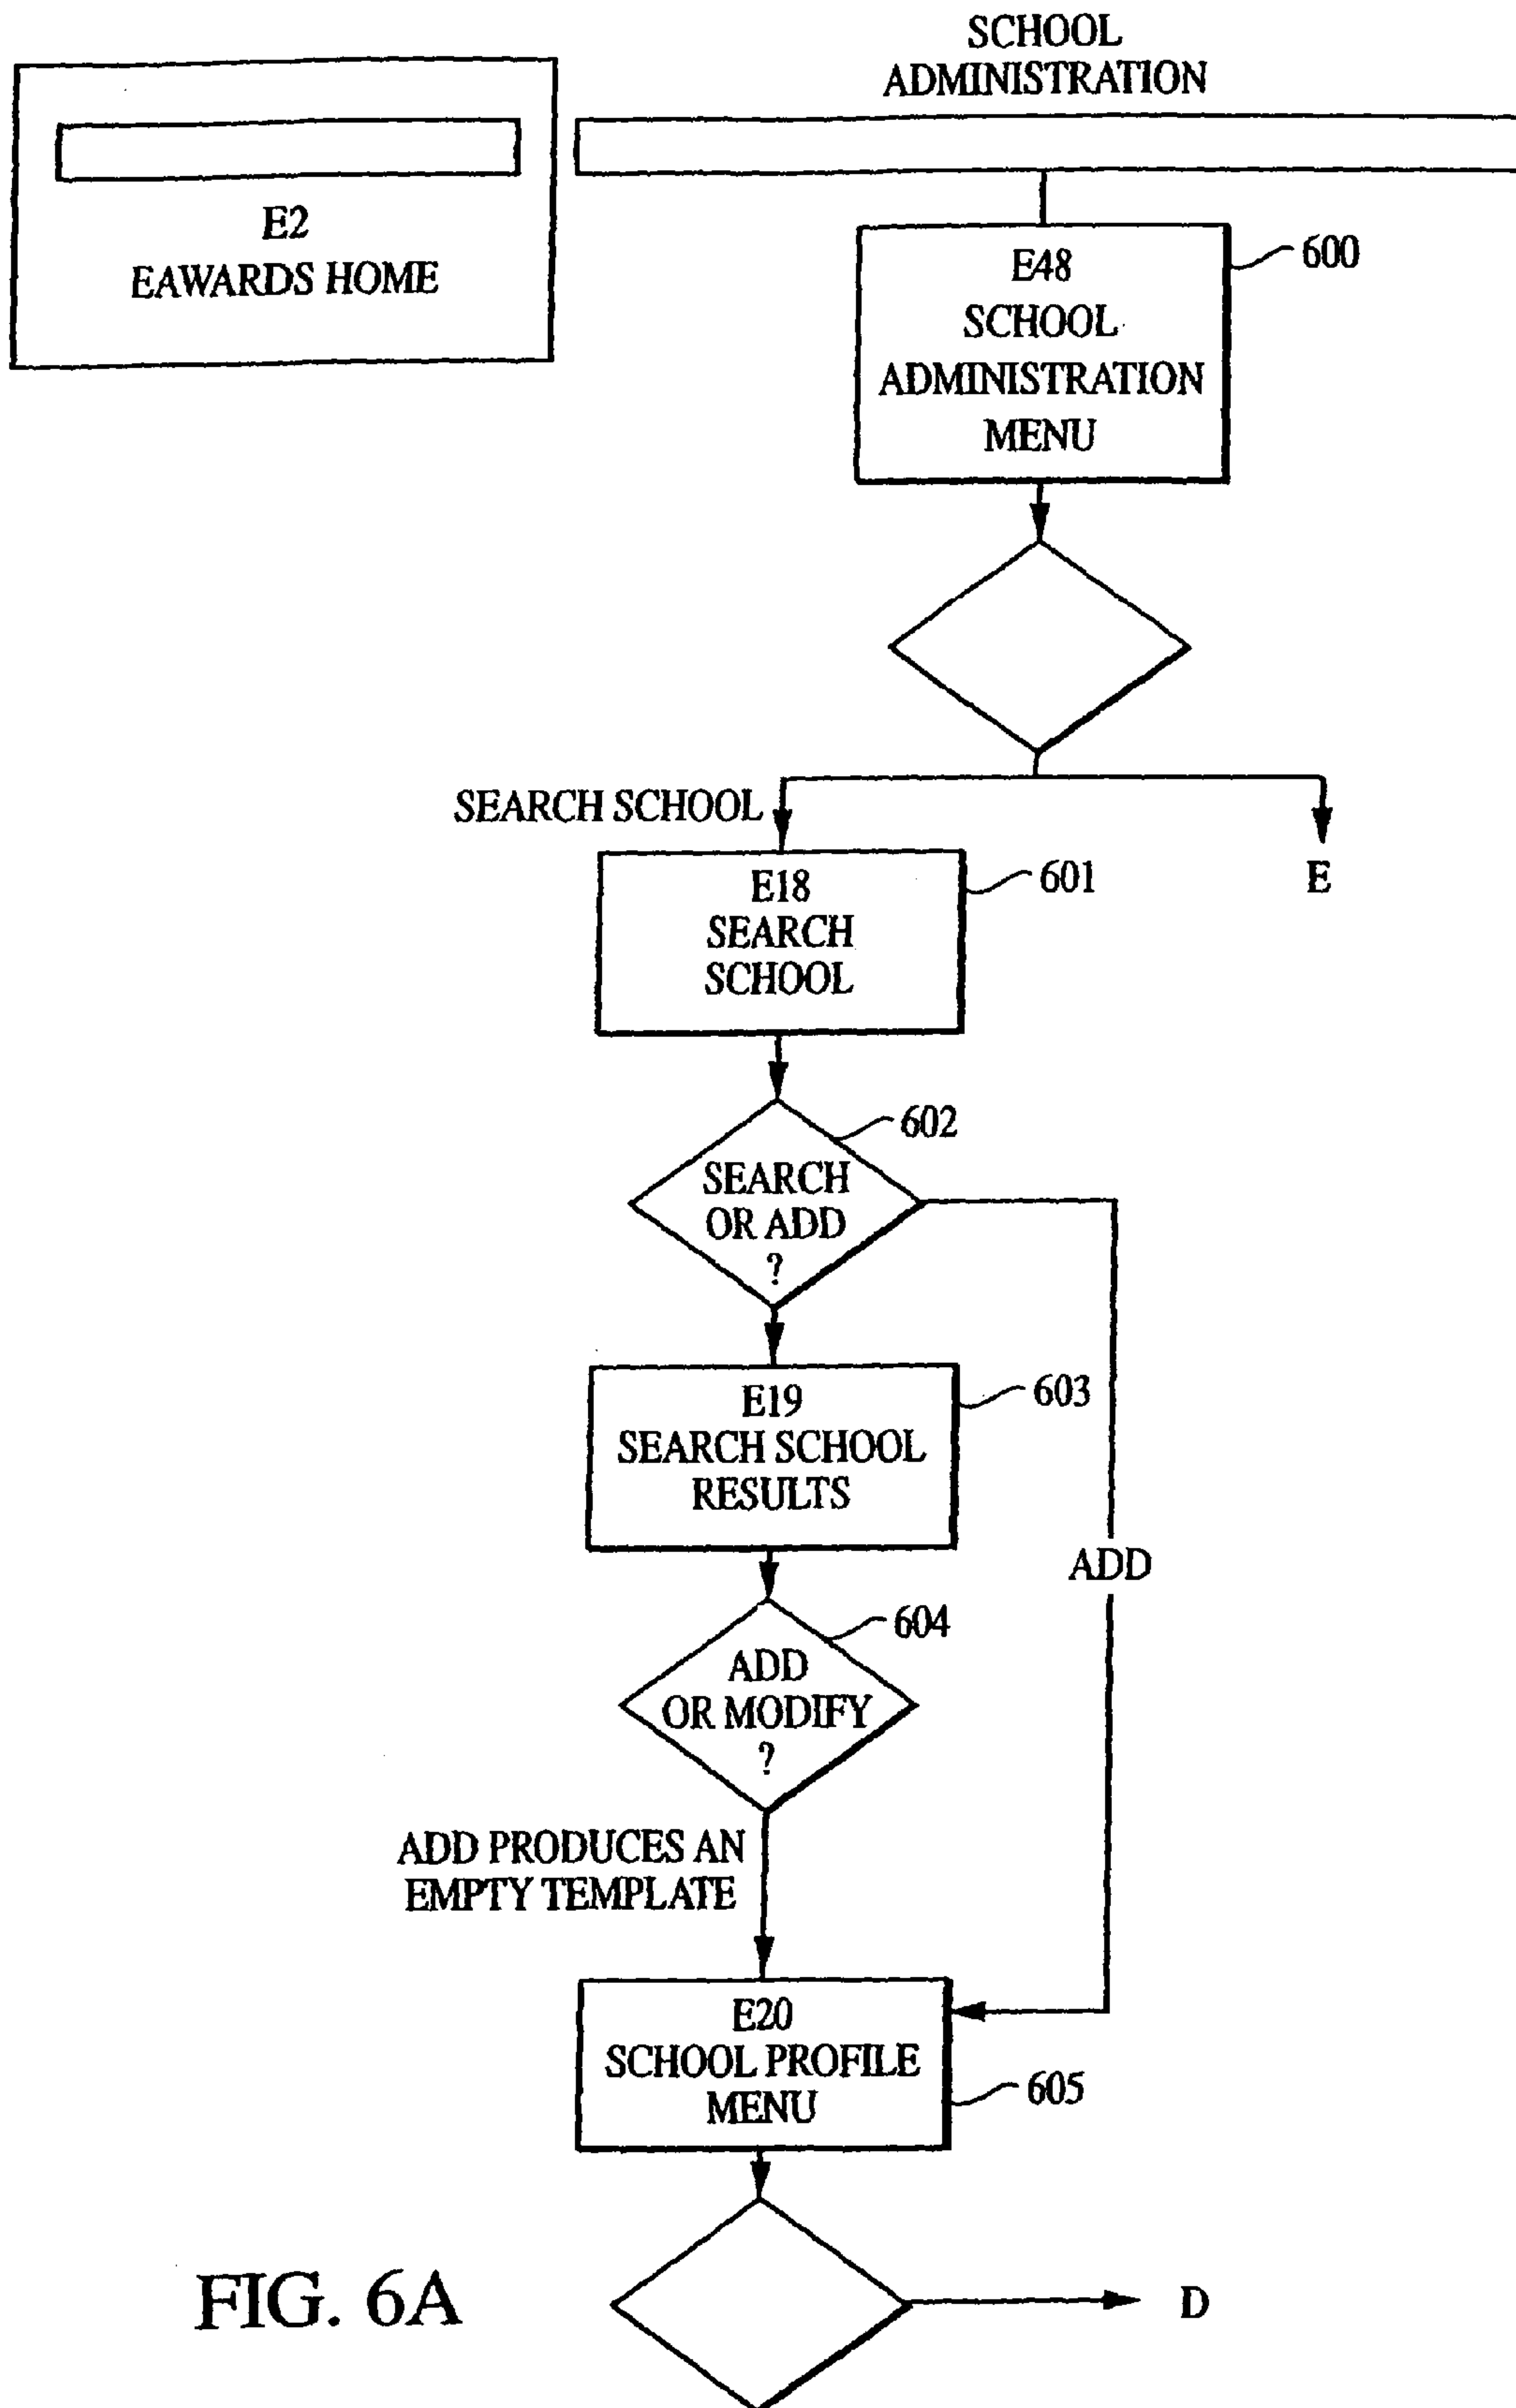 SCHOOL
ADMINISTRATION
E2
EAWARDS HOME
E48
SCHOOL
ADMINISTRATION
MENU
600
SEARCH SCHOOL
E18
SEARCH
SCHOOL
601
E
602
SEARCH
OR ADD
?
E19
SEARCH SCHOOL
RESULTS
603
ADD
604
ADD
OR MODIFY
?
ADD PRODUCES AN
EMPTY TEMPLATE
E20
SCHOOL PROFILE
MENU
605
D
FIG. 6A